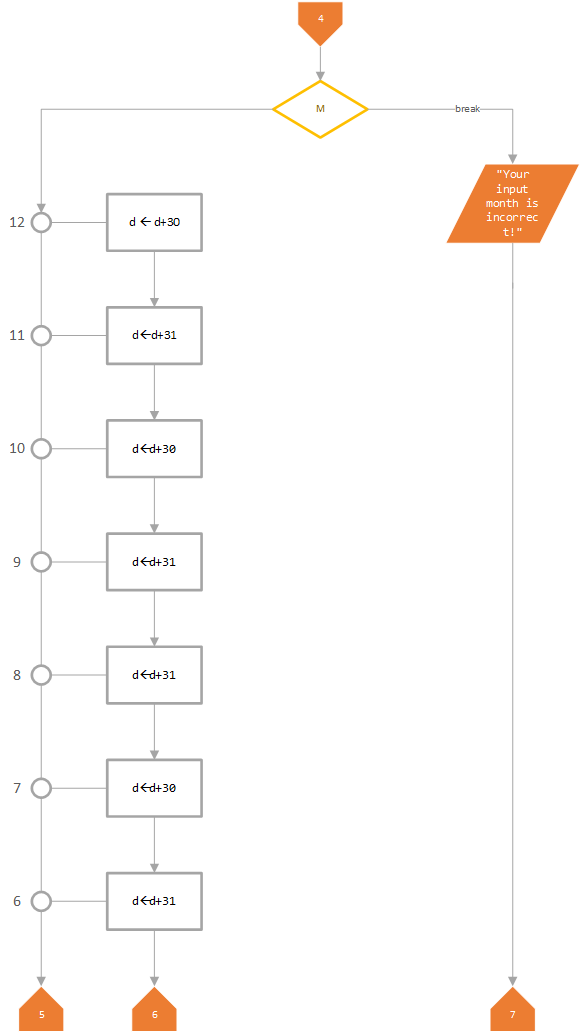 4
M
break
"Your
input
month is
incorrec
t!"
12
d ← d+30
11
d←d+31
10
d←d+30
9
d←d+31
8
d←d+31
7
d←d+30
6
d←d+31
5
6
7